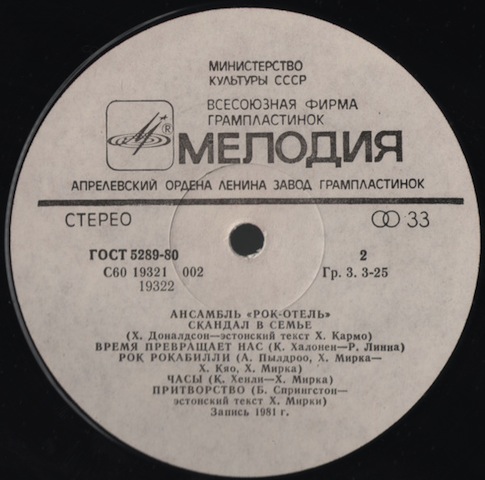 МИНИСТЕРСТВО
КУЛЬТУРЫ СССР
ВСЕСОЮЗНАЯ ФИРМА
ГРАМПЛАСТИНОК
® МЕЛОДИЯ
АПРЕЛЕВСКИЙ ОРДЕНА ЛЕНИНА ЗАВОД ГРАМПЛАСТИНОК
СТЕРЕО 33
ГОСТ 5289-80 2
С60 19321 002 Гр. 3. 3-25
19322
АНСАМБЛЬ «РОК-ОТЕЛЬ»
СКАНДАЛ В СЕМЬЕ
(Х. Доналдсон—эстонский текст Х. Кармо)
ВРЕМЯ ПРЕВРАЩАЕТ НАС (К. Халонен—Р. Линна)
РОК РОКАБИЛЛИ (А. Пылдроо, Х. Мирка—
Х. Кяо, Х. Мирка)
ЧАСЫ (К. Хенли—Х. Мирка)
ПРИТВОРСТВО (Б. Спрингстон—
эстонский текст Х. Мирки)
Запись 1981 г.